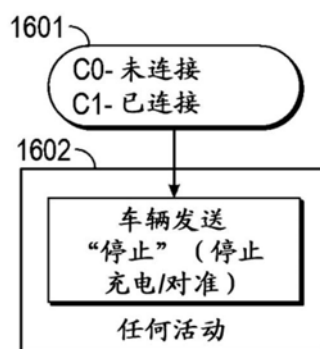 1601
C0-未连接
C1-已连接
1602
车辆发送
“停止”（停止
充电/对准）
任何活动